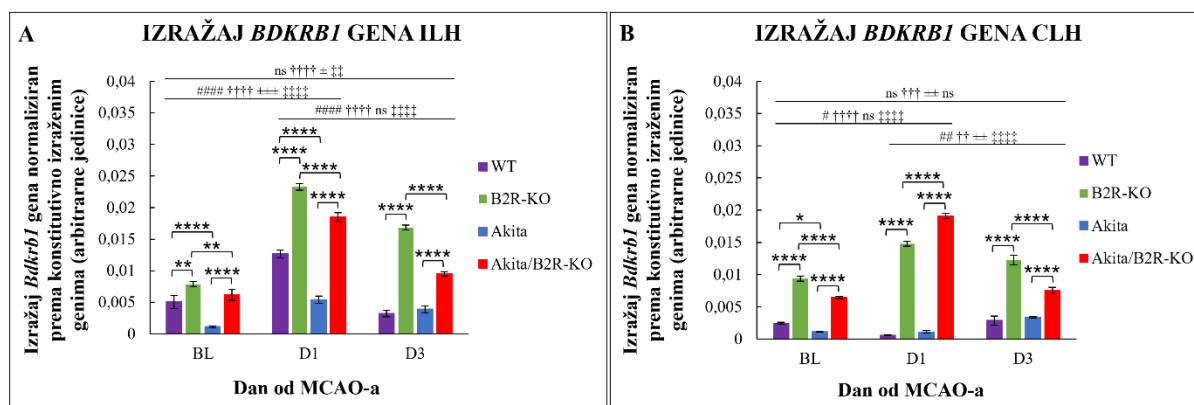 A
IZRAŽAJ BDKRB1 GENA ILH
Izražaj Bdkrb1 gena normaliziran
prema konstitutivno izraženim
genima (arbitrarne jedinice)
0,04
0,035
0,03
0,025
0,02
0,015
0,01
0,005
0
ns †††† ± ‡‡
#### †††† ±±± ‡‡‡‡
#### †††† ns ‡‡‡‡
**** ** ** ****
**** **** **** ****
**** **** ****
BL D1 D3
Dan od MCAO-a
WT
B2R-KO
Akita
Akita/B2R-KO
B
IZRAŽAJ BDKRB1 GENA CLH
Izražaj Bdkrb1 gena normaliziran
prema konstitutivno izraženim
genima (arbitrarne jedinice)
0,04
0,035
0,03
0,025
0,02
0,015
0,01
0,005
0
ns ††† ±± ns
# †††† ns ‡‡‡‡
## †† ±± ‡‡‡‡
* **** **** ****
**** **** ****
**** **** ****
BL D1 D3
Dan od MCAO-a
WT
B2R-KO
Akita
Akita/B2R-KO